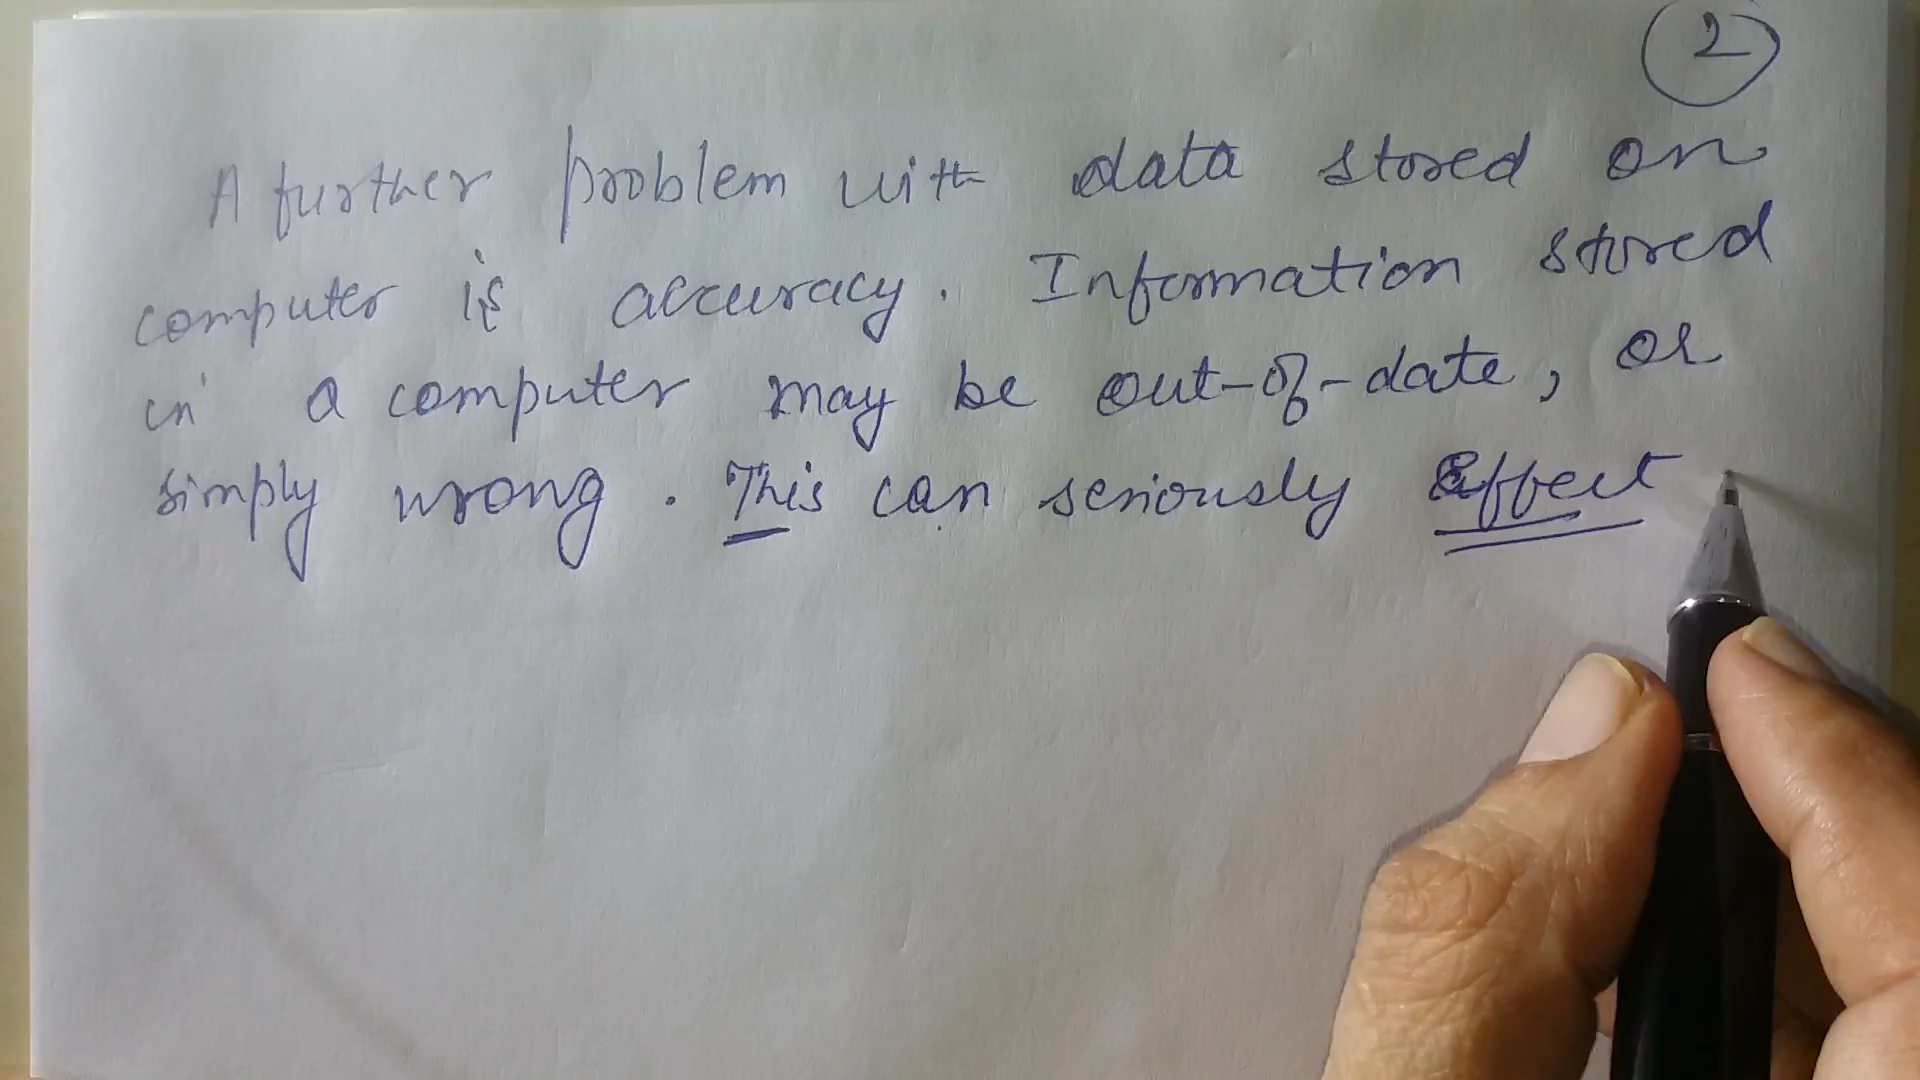 2
A further problem with data stored on
computer is accuracy. Information stored
in a computer may be out-of-date, or
simply wrong. This can seriously Effect